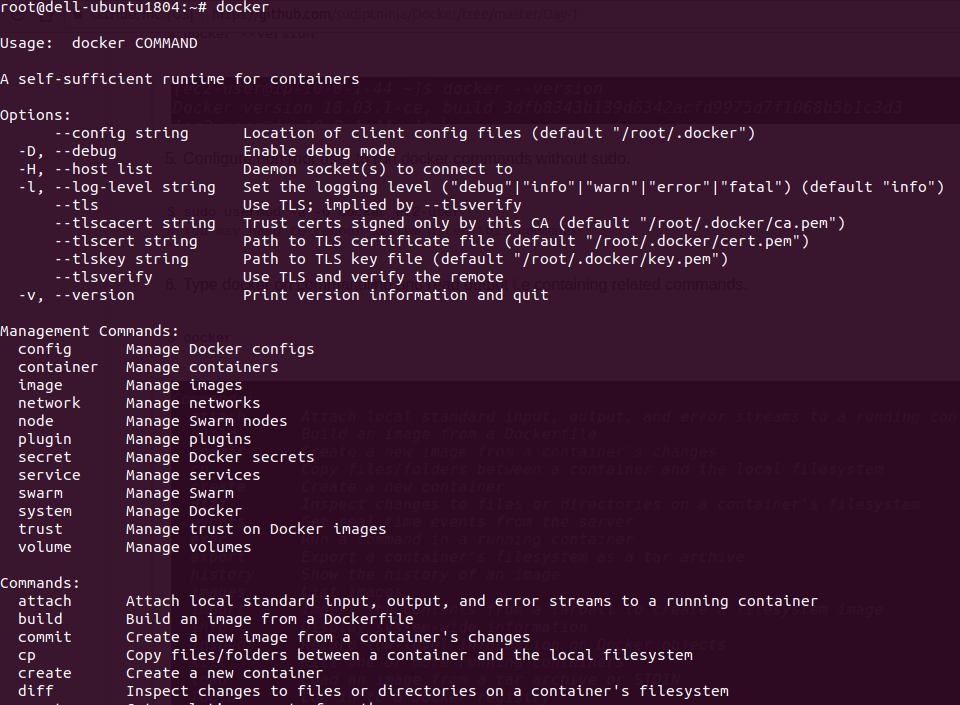 root@dell-ubuntu1804:~# docker
Usage:  docker COMMAND
A self-sufficient runtime for containers
Options:
      --config string      Location of client config files (default "/root/.docker")
  -D, --debug              Enable debug mode
  -H, --host list          Daemon socket(s) to connect to
  -l, --log-level string   Set the logging level ("debug"|"info"|"warn"|"error"|"fatal") (default "info")
      --tls                Use TLS; implied by --tlsverify
      --tlscacert string   Trust certs signed only by this CA (default "/root/.docker/ca.pem")
      --tlscert string     Path to TLS certificate file (default "/root/.docker/cert.pem")
      --tlskey string      Path to TLS key file (default "/root/.docker/key.pem")
      --tlsverify          Use TLS and verify the remote
  -v, --version            Print version information and quit
Management Commands:
  config      Manage Docker configs
  container   Manage containers
  image       Manage images
  network     Manage networks
  node        Manage Swarm nodes
  plugin      Manage plugins
  secret      Manage Docker secrets
  service     Manage services
  swarm       Manage Swarm
  system      Manage Docker
  trust       Manage trust on Docker images
  volume      Manage volumes
Commands:
  attach      Attach local standard input, output, and error streams to a running container
  build       Build an image from a Dockerfile
  commit      Create a new image from a container's changes
  cp          Copy files/folders between a container and the local filesystem
  create      Create a new container
  diff        Inspect changes to files or directories on a container's filesystem